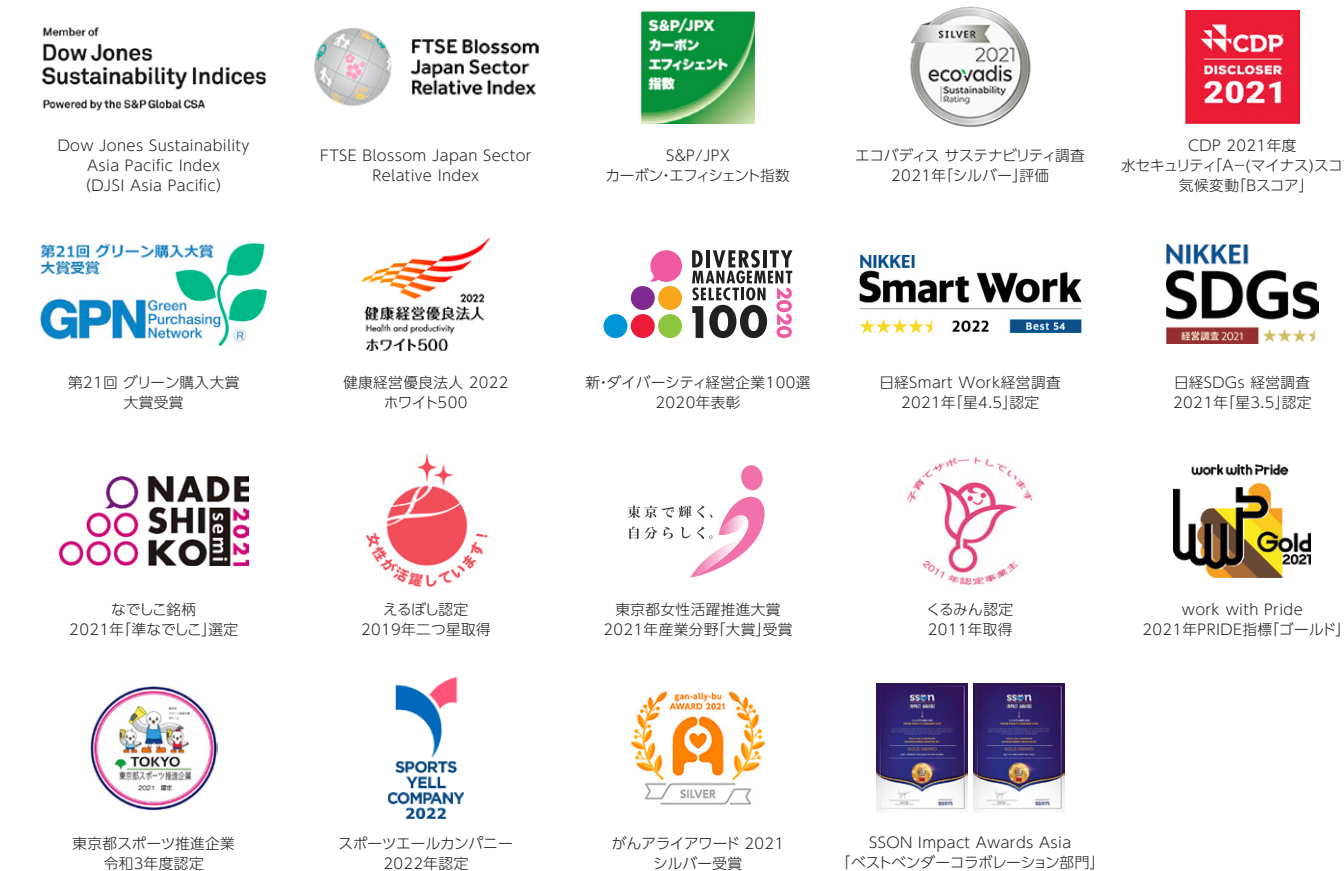 Member of
Dow Jones
Sustainability Indices
Powered by the S&P Global CSA
Dow Jones Sustainability
Asia Pacific Index
(DJSI Asia Pacific)
FTSE Blossom
Japan Sector
Relative Index
FTSE Blossom Japan Sector
Relative Index
S&P/JPX
カーボン
エフィシェント
指数
S&P/JPX
カーボン・エフィシェント指数
SILVER
2021
ecovadis
Sustainability
Rating
エコバディス サステナビリティ調査
2021年「シルバー」評価
CDP
DISCLOSER
2021
CDP 2021年度
水セキュリティ「A−(マイナス)スコ
気候変動「Bスコア」
第21回 グリーン購入大賞
大賞受賞
GPN
Green
Purchasing
Network
®
第21回 グリーン購入大賞
大賞受賞
2022
健康経営優良法人
Health and productivity
ホワイト500
健康経営優良法人 2022
ホワイト500
DIVERSITY
MANAGEMENT
SELECTION
100
2020
新・ダイバーシティ経営企業100選
2020年表彰
NIKKEI
Smart Work
2022
Best 54
日経Smart Work経営調査
2021年「星4.5」認定
NIKKEI
SDGs
経営調査 2021
日経SDGs 経営調査
2021年「星3.5」認定
NADE
SHI
KO
semi
2021
なでしこ銘柄
2021年「準なでしこ」選定
女性が活躍しています!
えるぼし認定
2019年二つ星取得
東京で輝く、
自分らしく。
東京都女性活躍推進大賞
2021年産業分野「大賞」受賞
子育てサポートしています
2011年認定事業主
くるみん認定
2011年取得
work with Pride
wwP
Gold
2021
work with Pride
2021年PRIDE指標「ゴールド」
TOKYO
東京都スポーツ推進企業
2021 認定
東京都スポーツ推進企業
令和3年度認定
SPORTS
YELL
COMPANY
2022
スポーツエールカンパニー
2022年認定
gan-ally-bu
AWARD 2021
SILVER
がんアライアワード 2021
シルバー受賞
SSON
IMPACT AWARDS
GOLD AWARD
SSON
SSON
IMPACT AWARDS
GOLD AWARD
SSON
SSON Impact Awards Asia
「ベストベンダーコラボレーション部門」